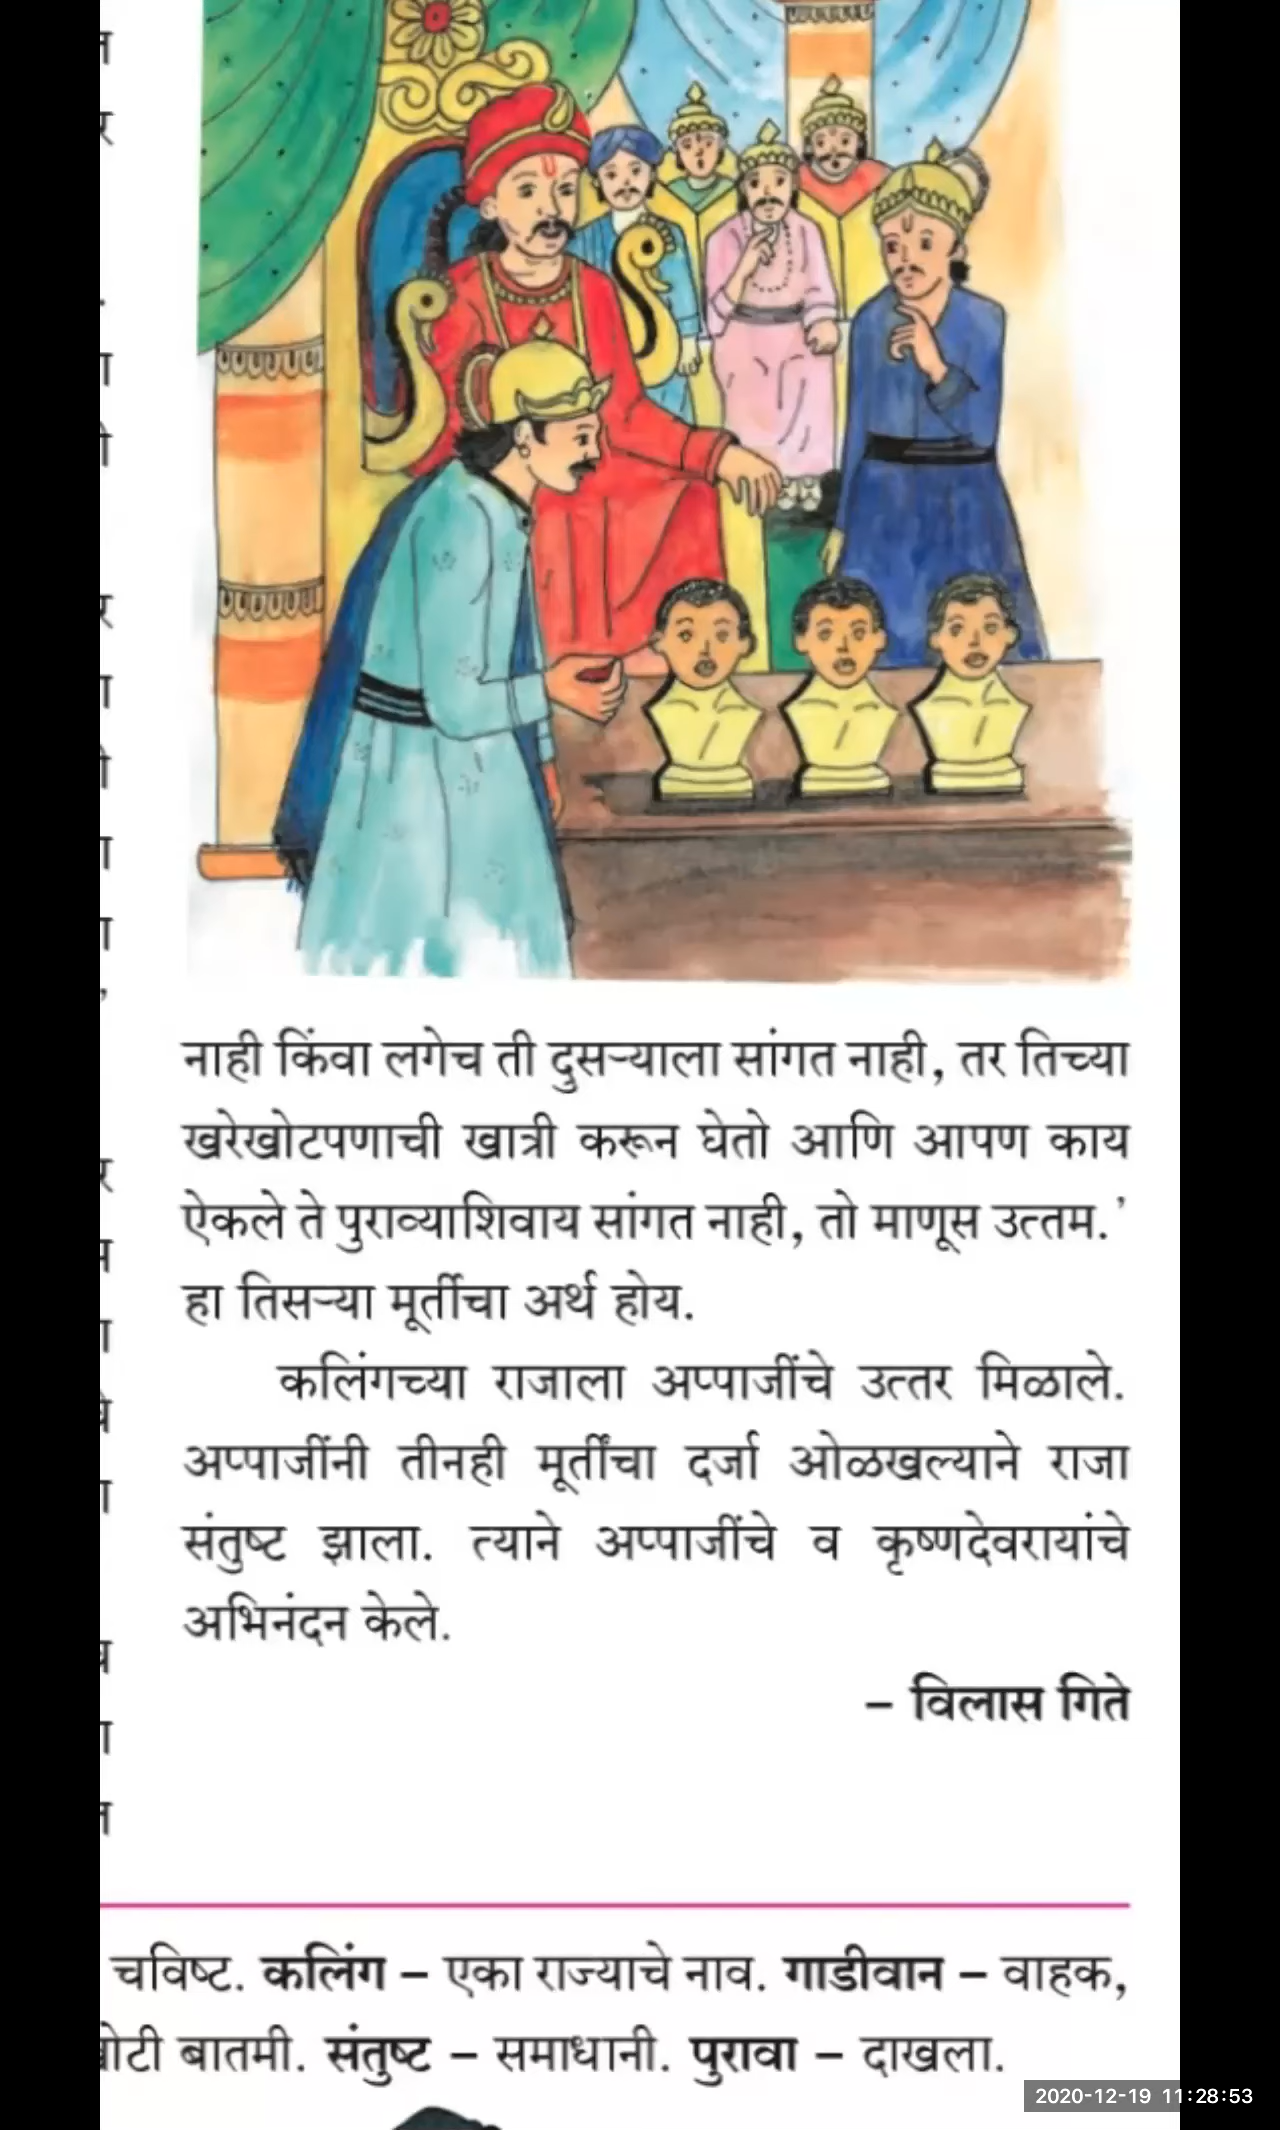 नाही किंवा लगेच ती दुसऱ्याला सांगत नाही, तर तिच्या
खरेखोटपणाची खात्री करून घेतो आणि आपण काय
ऐकले ते पुराव्याशिवाय सांगत नाही, तो माणूस उत्तम.’
हा तिसऱ्या मूर्तीचा अर्थ होय.
कलिंगच्या राजाला अप्पाजींचे उत्तर मिळाले.
अप्पाजींनी तीनही मूर्तींचा दर्जा ओळखल्याने राजा
संतुष्ट झाला. त्याने अप्पाजींचे व कृष्णदेवरायांचे
अभिनंदन केले.
– विलास गिते
चविष्ट. कलिंग – एका राज्याचे नाव. गाडीवान – वाहक,
बातमी. संतुष्ट – समाधानी. पुरावा – दाखला.
2020-12-19 11:28:53